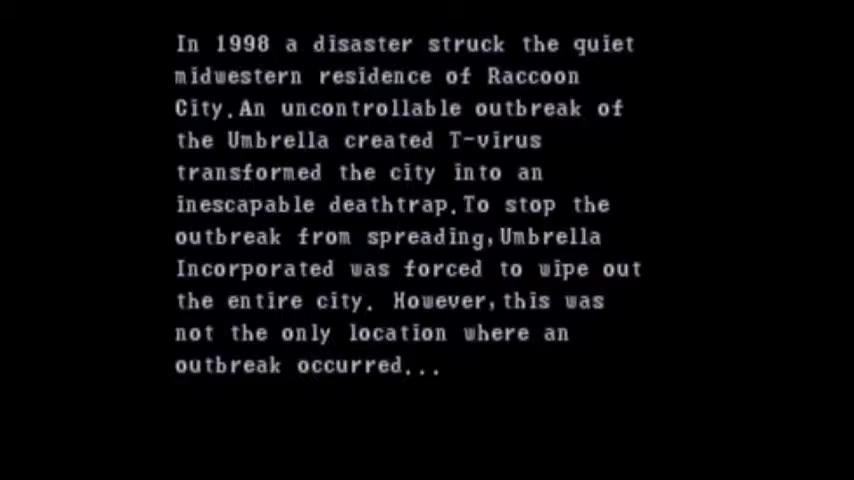 In 1998 a disaster struck the quiet
midwestern residence of Raccoon
City.An uncontrollable outbreak of
the Umbrella created T-virus
transformed the city into an
inescapable deathtrap.To stop the
outbreak from spreading,Umbrella
Incorporated was forced to wipe out
the entire city. However,this was
not the only location where an
outbreak occurred...